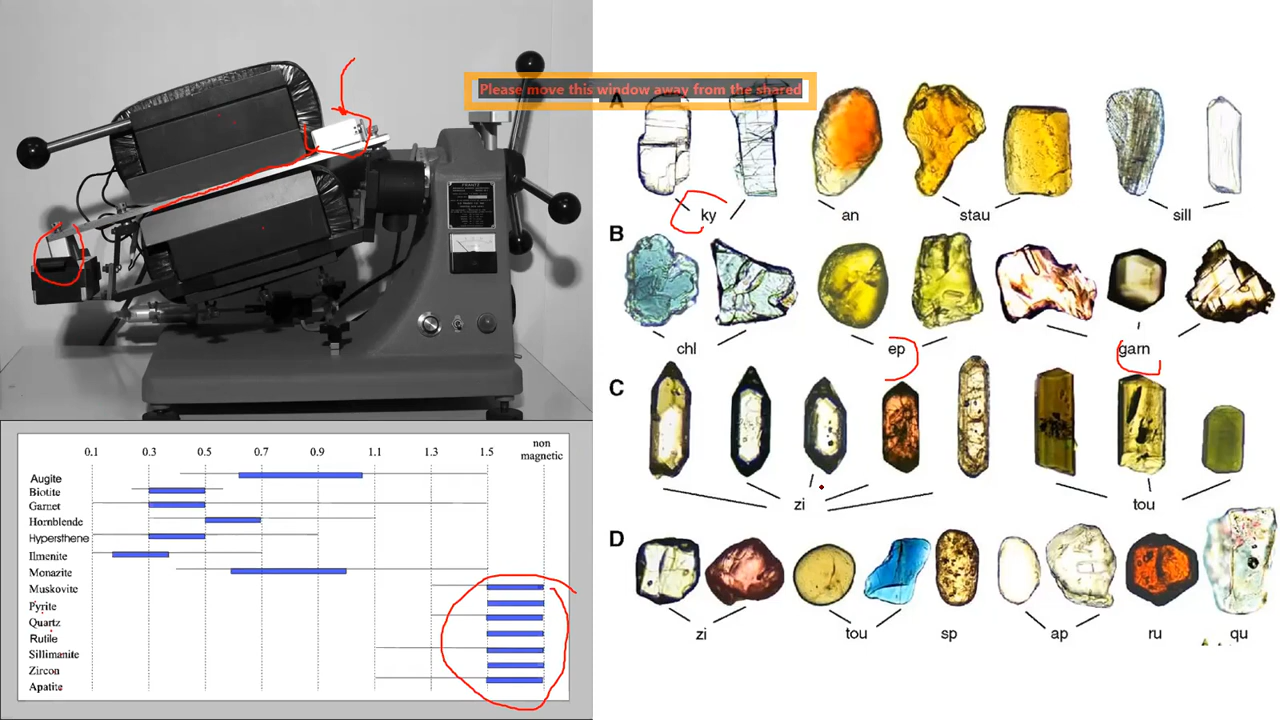 Please move this window away from the shared
FRANTZ
A
ky
an
stau
sill
B
chl
ep
garn
C
zi
tou
D
zi
tou
sp
ap
ru
qu
0.1
0.3
0.5
0.7
0.9
1.1
1.3
1.5
non
magnetic
Augite
Biotite
Garnet
Hornblende
Hypersthene
Ilmenite
Monazite
Muskovite
Pyrite
Quartz
Rutile
Sillimanite
Zircon
Apatite